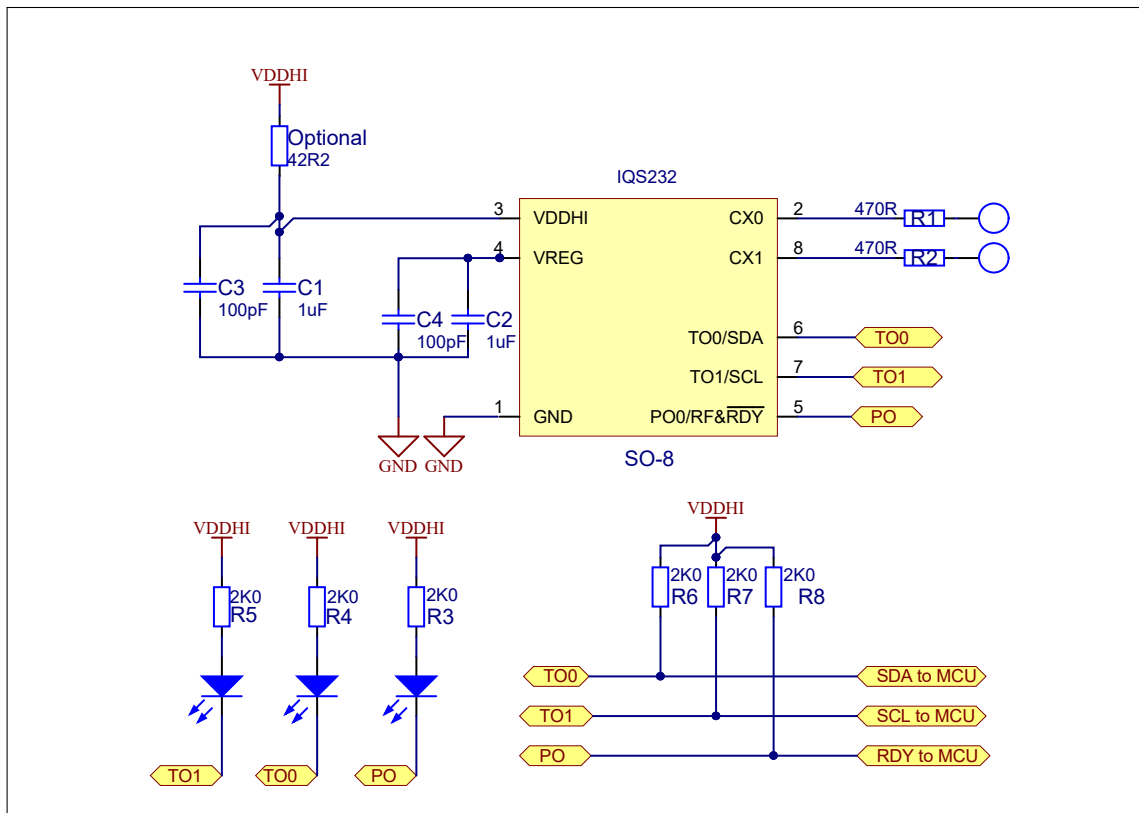 VDDHI
Optional
42R2
IQS232
3
VDDHI
CX0
2
470R
R1
4
VREG
CX1
8
470R
R2
C3
100pF
C1
1uF
C4
100pF
C2
1uF
TO0/SDA
6
TO0
TO1/SCL
7
TO1
1
GND
PO0/RF&RDY
5
PO
GND
GND
SO-8
VDDHI
VDDHI
VDDHI
VDDHI
2K0
R5
2K0
R4
2K0
R3
2K0
R6
2K0
R7
2K0
R8
TO0
SDA to MCU
TO1
SCL to MCU
PO
RDY to MCU
TO1
TO0
PO